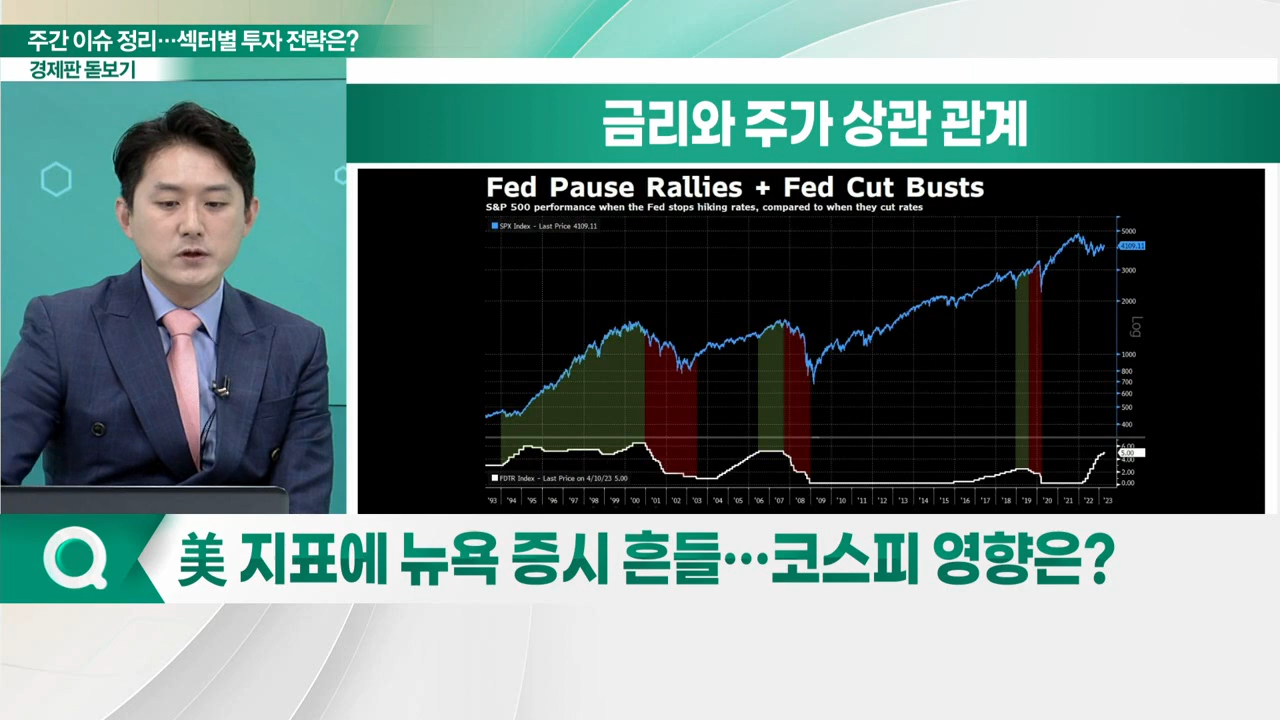 주간 이슈 정리…섹터별 투자 전략은?
경제판 돋보기
금리와 주가 상관 관계
Fed Pause Rallies + Fed Cut Busts
S&P 500 performance when the Fed stops hiking rates, compared to when they cut rates
SPX Index - Last Price 4109.11
5000
4109.11
3000
2000
Log
1000
800
700
600
500
400
6.00
5.00
4.00
2.00
0.00
FDTR Index - Last Price on 4/10/23 5.00
'93 '94 '95 '96 '97 '98 '99 '00 '01 '02 '03 '04 '05 '06 '07 '08 '09 '10 '11 '12 '13 '14 '15 '16 '17 '18 '19 '20 '21 '22 '23
美 지표에 뉴욕 증시 흔들…코스피 영향은?